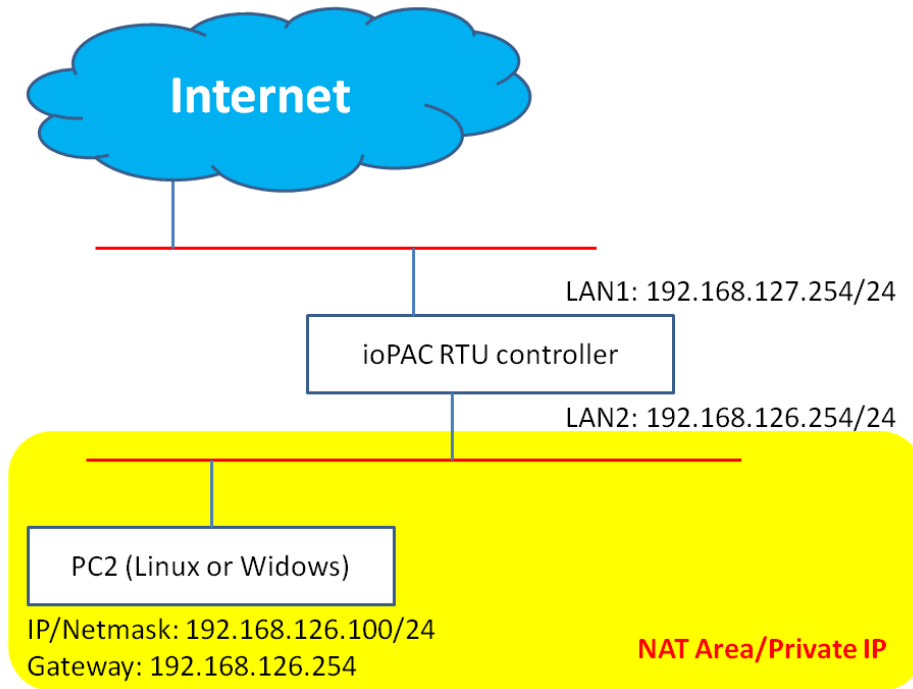 Internet
LAN1: 192.168.127.254/24
ioPAC RTU controller
LAN2: 192.168.126.254/24
PC2 (Linux or Widows)
IP/Netmask: 192.168.126.100/24
Gateway: 192.168.126.254
NAT Area/Private IP